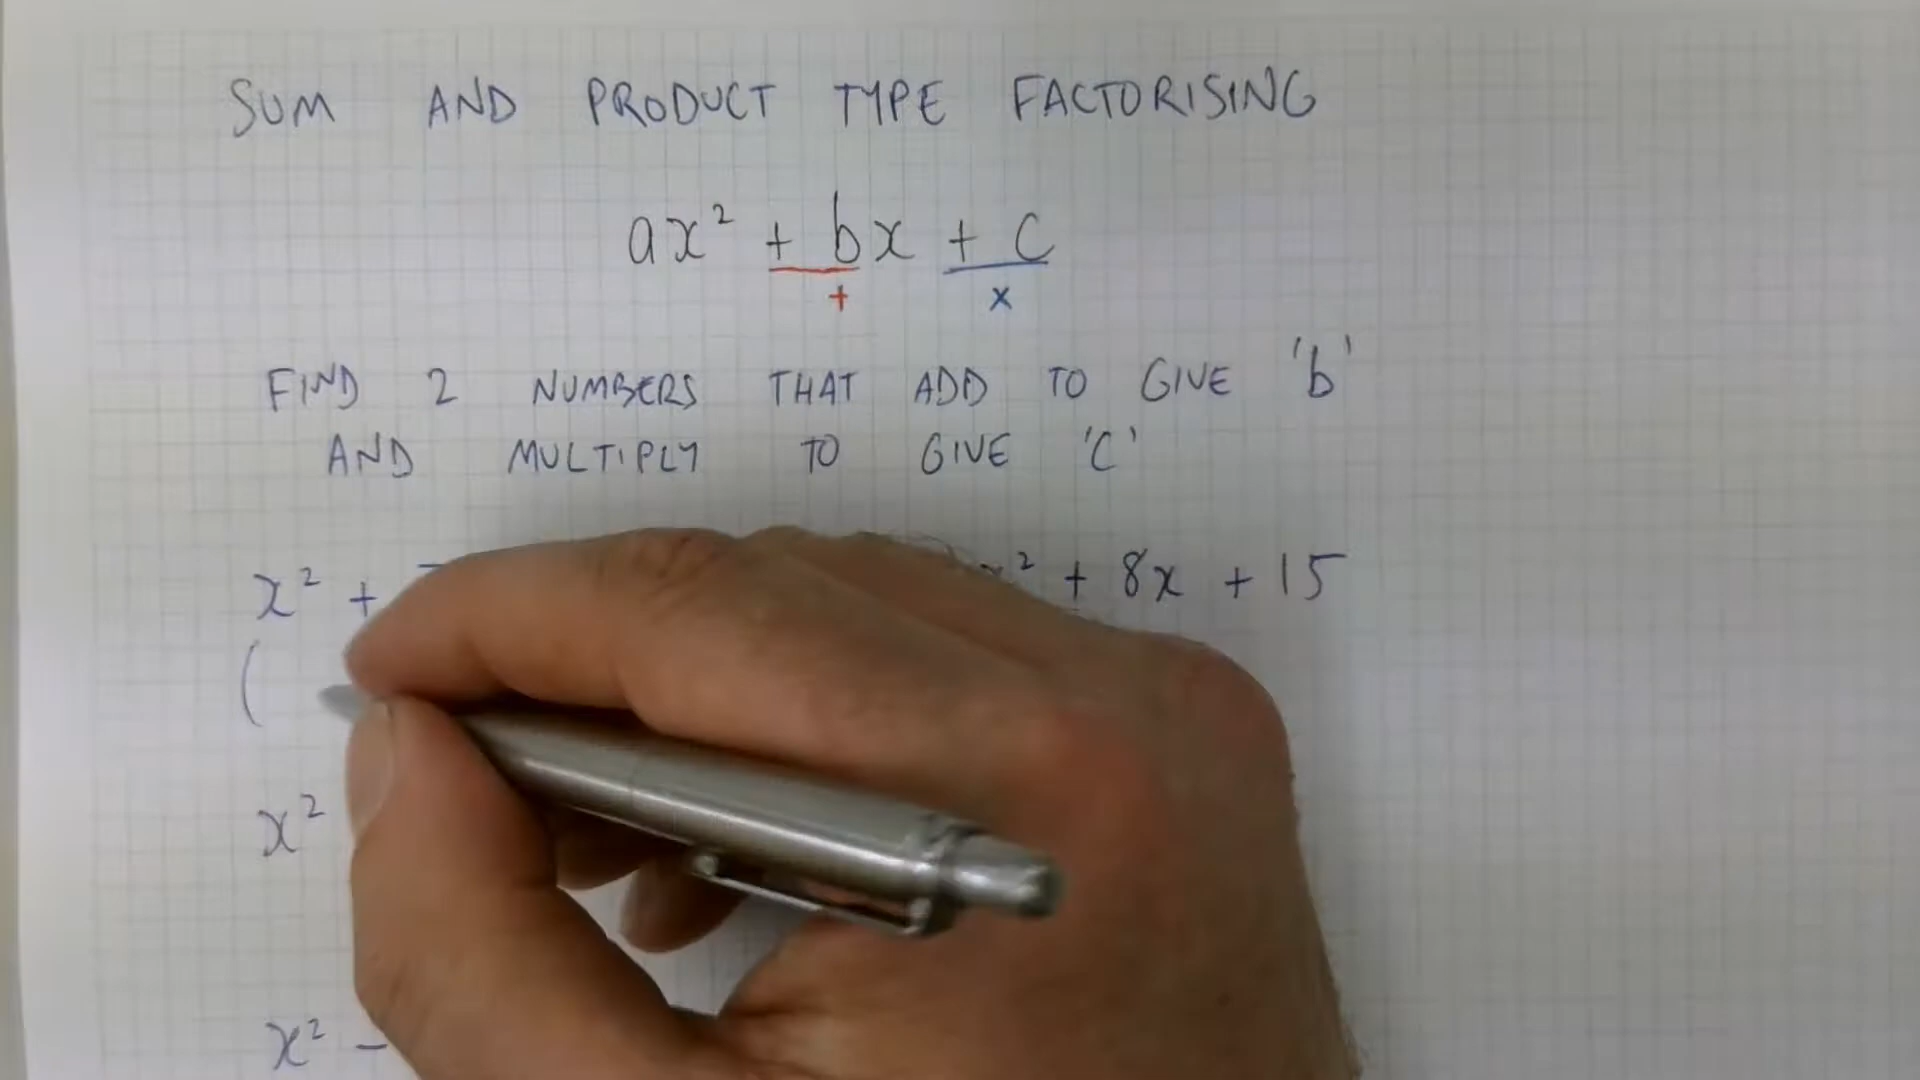 SUM AND PRODUCT TYPE FACTORISING
ax² + bx + c
+ x
FIND 2 NUMBERS THAT ADD TO GIVE 'b'
AND MULTIPLY TO GIVE 'C'
x² + x² + 8x + 15
(
x²
x² -